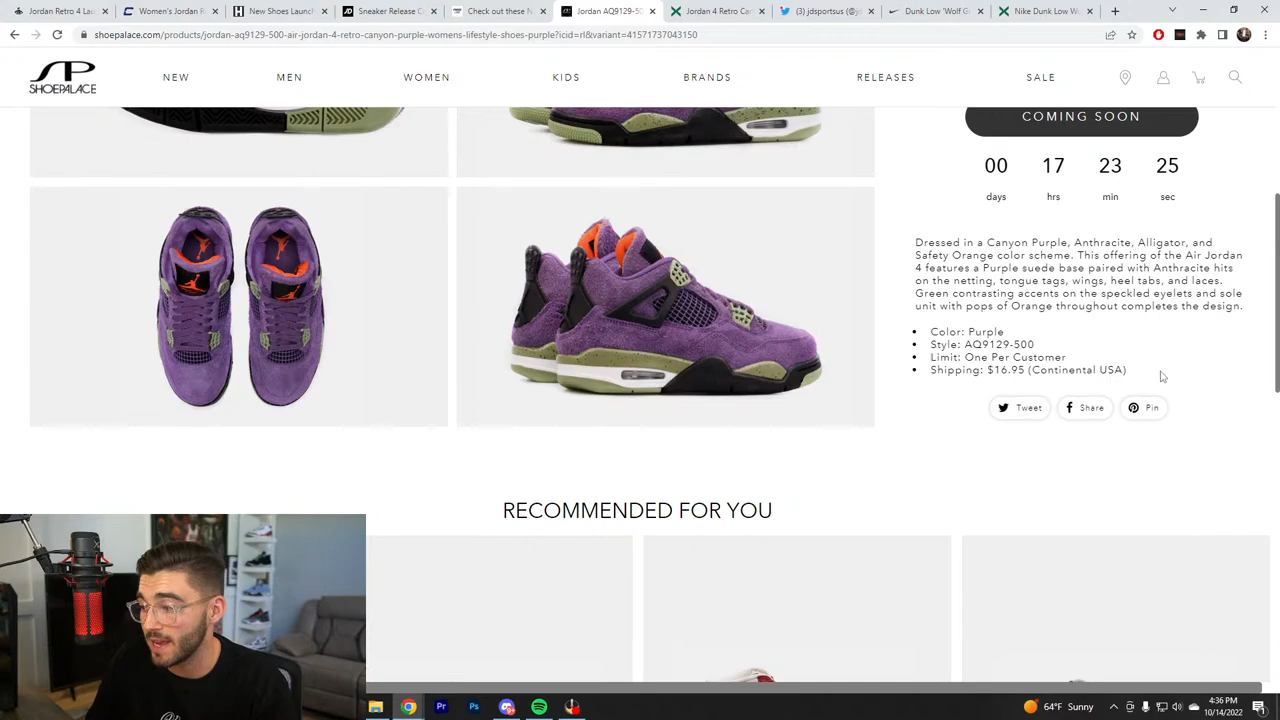 Jordan 4 Retro 4 Lau
Women's Jordan R
New Shoes Launch
Sneaker Release C
Check out these N
Jordan AQ9129-50
Jordan 4 Retro Ca
(3) jdsportsus (@jd
Dunk Low 'Wolf G
Nike Dunk Low W
shoepalace.com/products/jordan-aq9129-500-air-jordan-4-retro-canyon-purple-womens-lifestyle-shoes-purple?icid=rl&variant=41571737043150
SHOEPALACE
NEW
MEN
WOMEN
KIDS
BRANDS
RELEASES
SALE
COMING SOON
00 17 23 25
days hrs min sec
Dressed in a Canyon Purple, Anthracite, Alligator, and
Safety Orange color scheme. This offering of the Air Jordan
4 features a Purple suede base paired with Anthracite hits
on the netting, tongue tags, wings, heel tabs, and laces.
Green contrasting accents on the speckled eyelets and sole
unit with pops of Orange throughout completes the design.
• Color: Purple
• Style: AQ9129-500
• Limit: One Per Customer
• Shipping: $16.95 (Continental USA)
Tweet
Share
Pin
RECOMMENDED FOR YOU
64°F Sunny
4:36 PM
10/14/2022